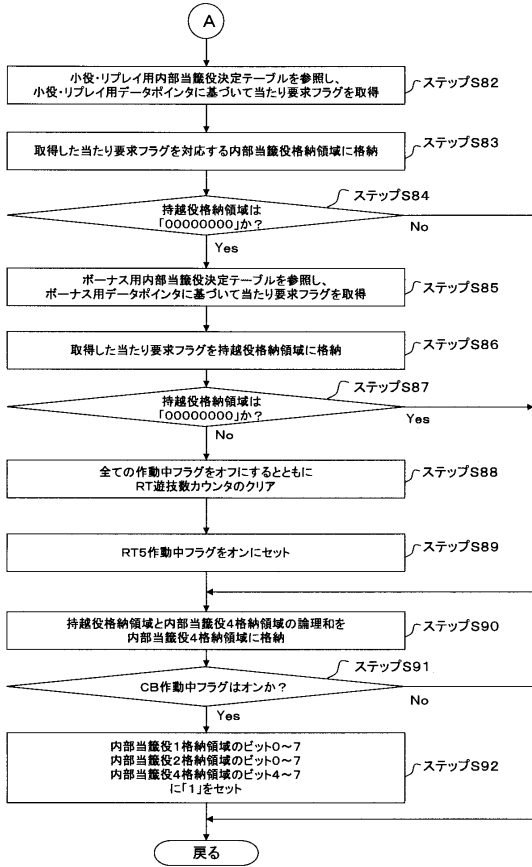 A
小役・リプレイ用内部当籤役決定テーブルを参照し、
小役・リプレイ用データポインタに基づいて当たり要求フラグを取得
ステップS82
取得した当たり要求フラグを対応する内部当籤役格納領域に格納
ステップS83
ステップS84
持越役格納領域は
「00000000」か?
No
Yes
ボーナス用内部当籤役決定テーブルを参照し、
ボーナス用データポインタに基づいて当たり要求フラグを取得
ステップS85
取得した当たり要求フラグを持越役格納領域に格納
ステップS86
ステップS87
持越役格納領域は
「00000000」か?
Yes
No
全ての作動中フラグをオフにするとともに
RT遊技数カウンタのクリア
ステップS88
RT5作動中フラグをオンにセット
ステップS89
持越役格納領域と内部当籤役4格納領域の論理和を
内部当籤役4格納領域に格納
ステップS90
ステップS91
CB作動中フラグはオンか?
No
Yes
内部当籤役1格納領域のビット0~7
内部当籤役2格納領域のビット0~7
内部当籤役4格納領域のビット4~7
に「1」をセット
ステップS92
戻る